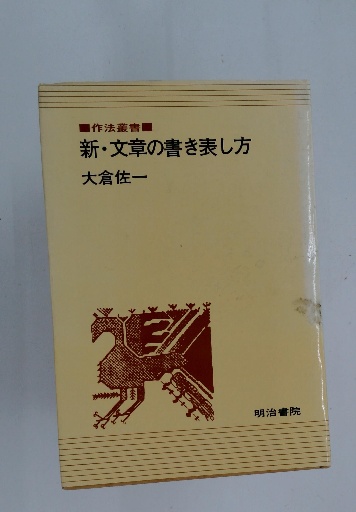 ■作法叢書■
新・文章の書き表し方
大倉佐一
明治書院